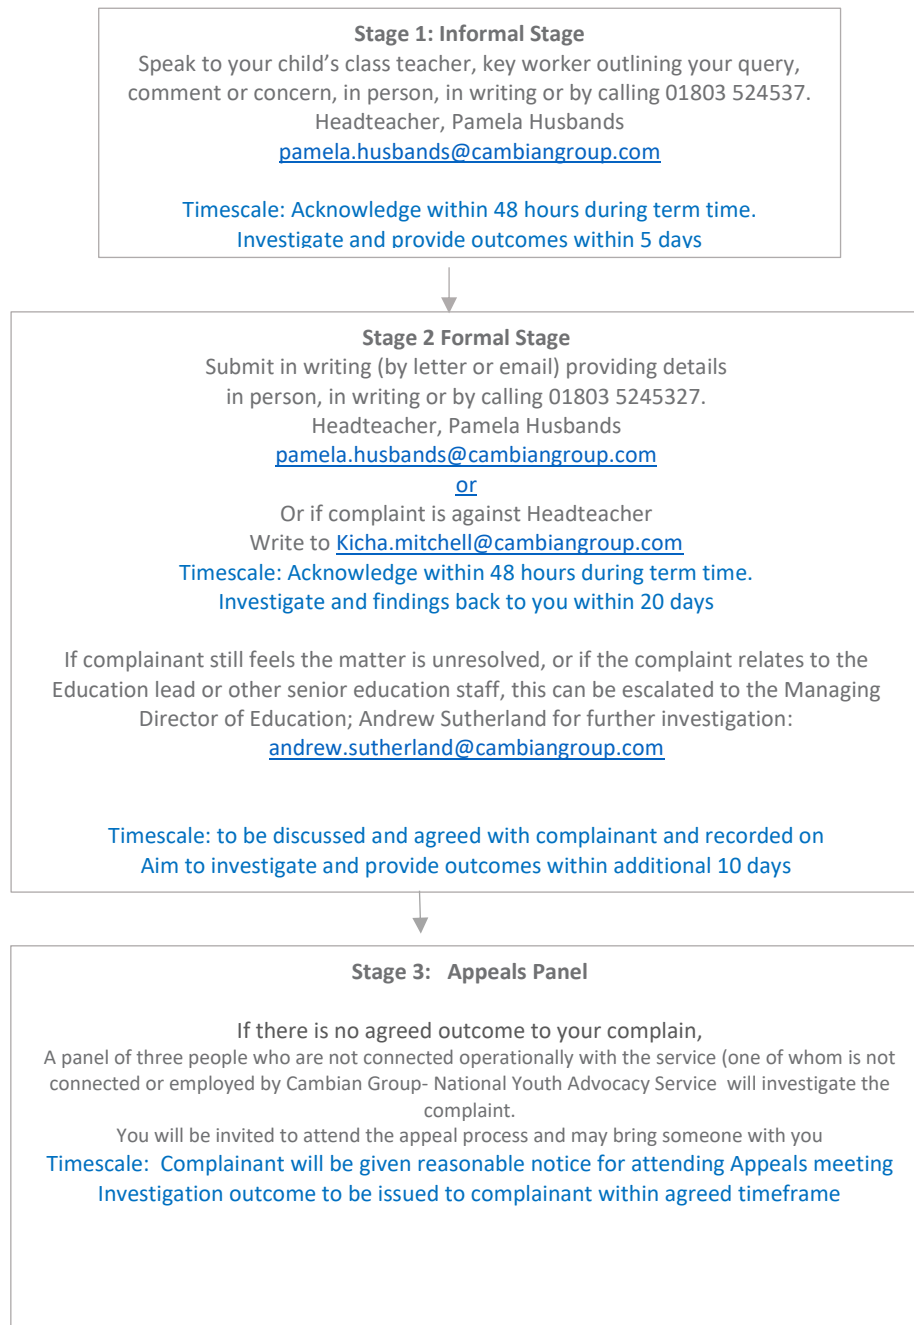 Stage 1: Informal Stage
Speak to your child’s class teacher, key worker outlining your query,
comment or concern, in person, in writing or by calling 01803 524537.
Headteacher, Pamela Husbands
pamela.husbands@cambiangroup.com
Timescale: Acknowledge within 48 hours during term time.
Investigate and provide outcomes within 5 days
Stage 2 Formal Stage
Submit in writing (by letter or email) providing details
in person, in writing or by calling 01803 5245327.
Headteacher, Pamela Husbands
pamela.husbands@cambiangroup.com
or
Or if complaint is against Headteacher
Write to Kicha.mitchell@cambiangroup.com
Timescale: Acknowledge within 48 hours during term time.
Investigate and findings back to you within 20 days
If complainant still feels the matter is unresolved, or if the complaint relates to the
Education lead or other senior education staff, this can be escalated to the Managing
Director of Education; Andrew Sutherland for further investigation:
andrew.sutherland@cambiangroup.com
Timescale: to be discussed and agreed with complainant and recorded on
Aim to investigate and provide outcomes within additional 10 days
Stage 3: Appeals Panel
If there is no agreed outcome to your complain,
A panel of three people who are not connected operationally with the service (one of whom is not
connected or employed by Cambian Group- National Youth Advocacy Service will investigate the
complaint.
You will be invited to attend the appeal process and may bring someone with you
Timescale: Complainant will be given reasonable notice for attending Appeals meeting
Investigation outcome to be issued to complainant within agreed timeframe